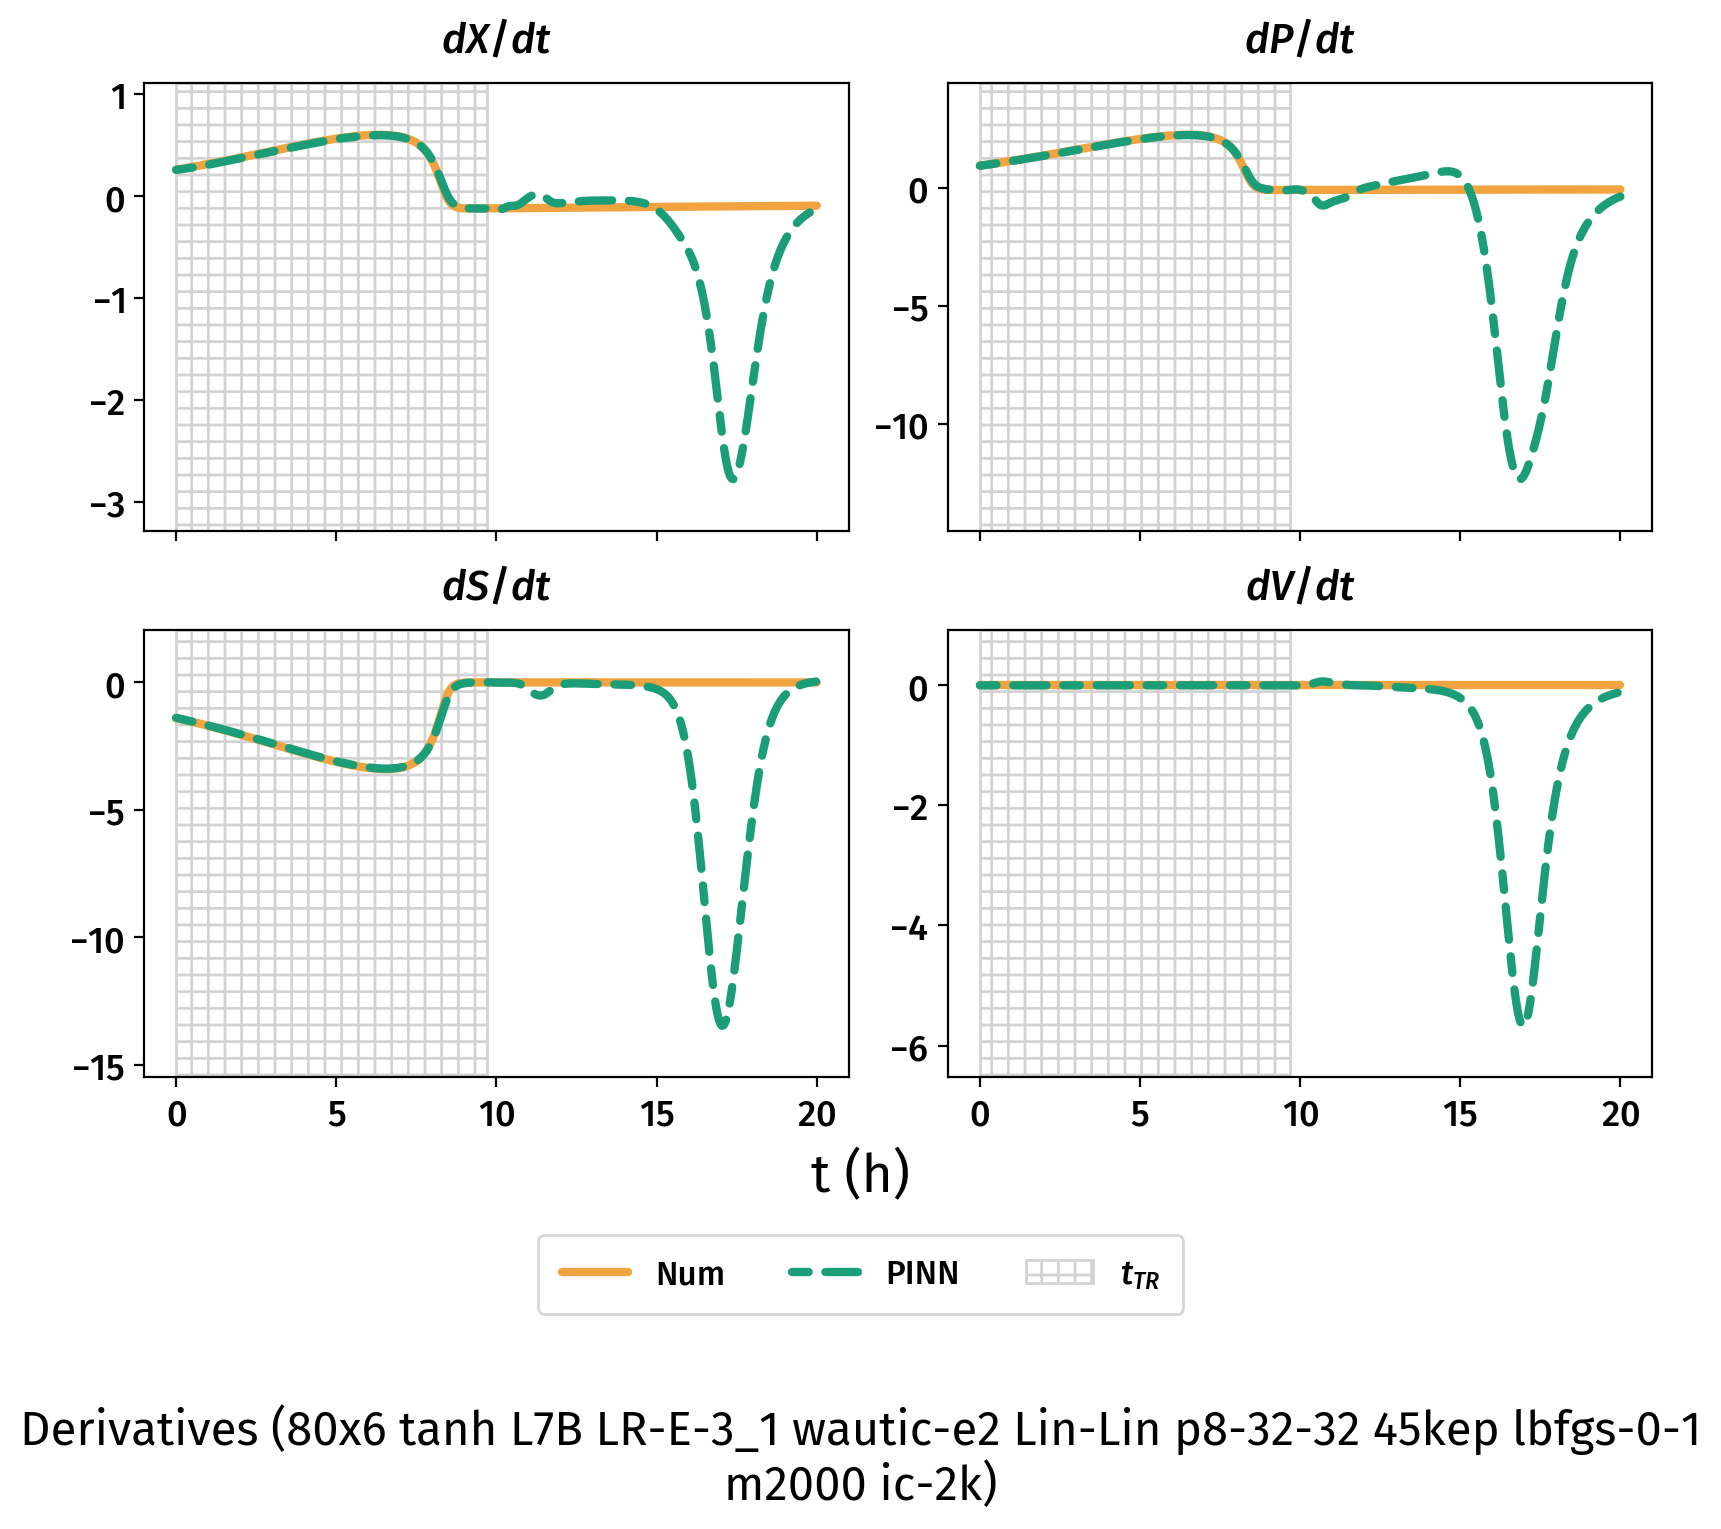 dX/dt
dP/dt
1
0
−1
−2
−3
0
−5
−10
dS/dt
dV/dt
0
−5
−10
−15
0
−2
−4
−6
0 5 10 15 20
0 5 10 15 20
t (h)
Num PINN tTR
Derivatives (80x6 tanh L7B LR-E-3_1 wautic-e2 Lin-Lin p8-32-32 45kep lbfgs-0-1
m2000 ic-2k)